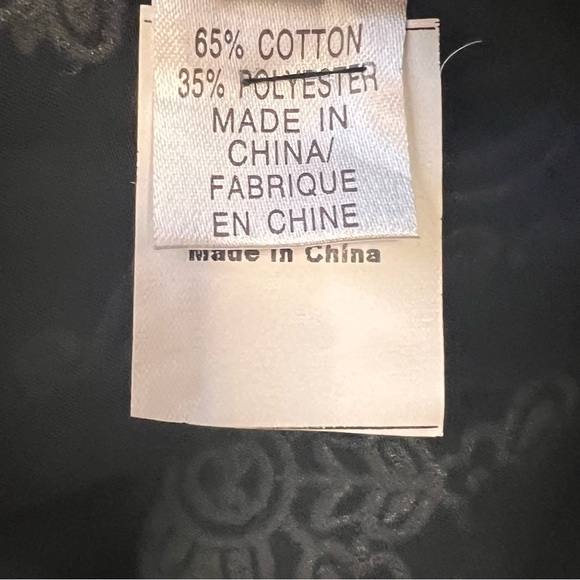 65% COTTON
35% POLYESTER
MADE IN
CHINA/
FABRIQUE
EN CHINE
Made in China